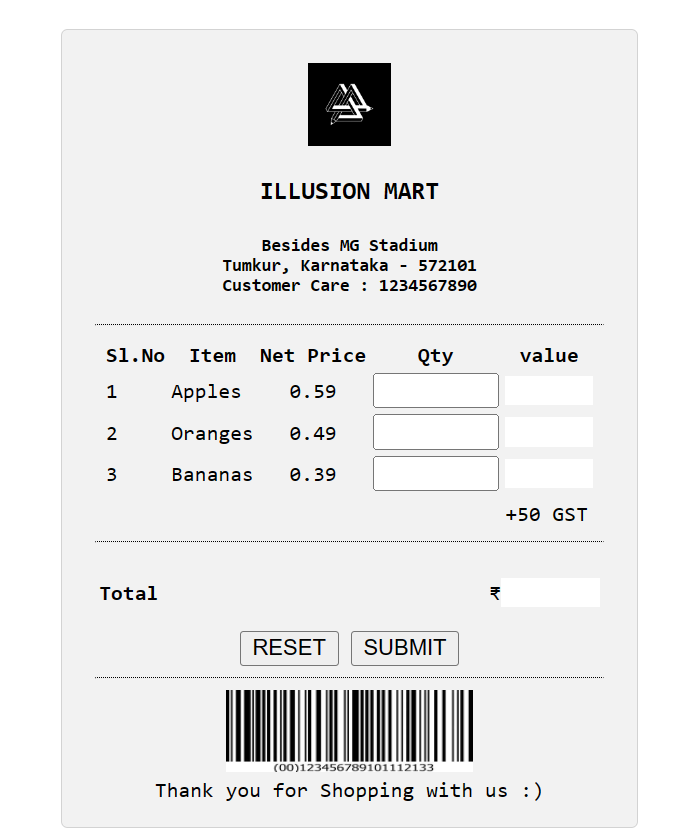 ILLUSION MART
Besides MG Stadium
Tumkur, Karnataka - 572101
Customer Care : 1234567890
Sl.No Item Net Price Qty value
1 Apples 0.59
2 Oranges 0.49
3 Bananas 0.39
+50 GST
Total ₹
RESET SUBMIT
(00)123456789101112133
Thank you for Shopping with us :)